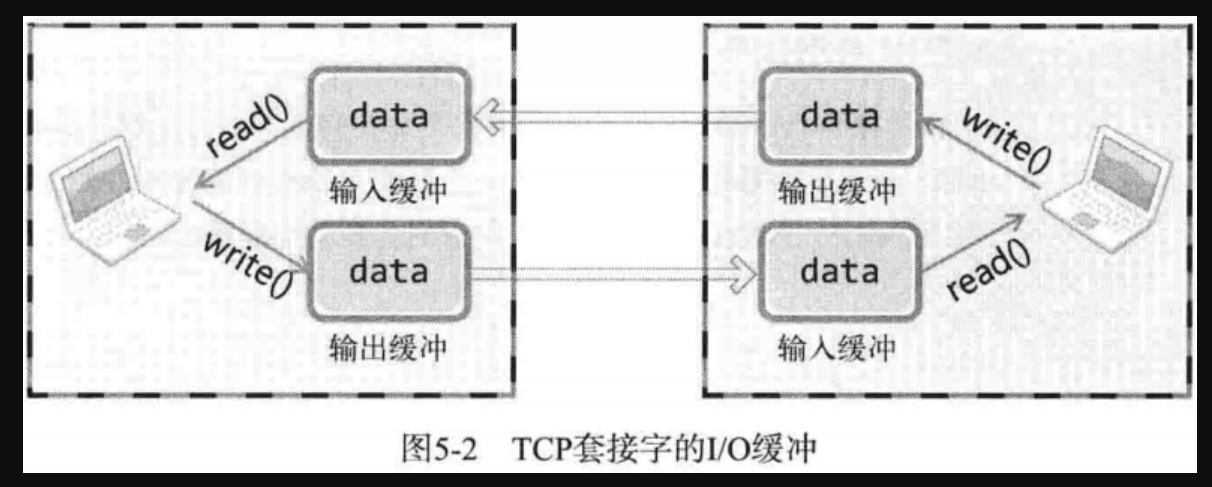 read()
data
输入缓冲
data
输出缓冲
write()
write()
data
输出缓冲
data
输入缓冲
read()
图5-2 TCP套接字的I/O缓冲